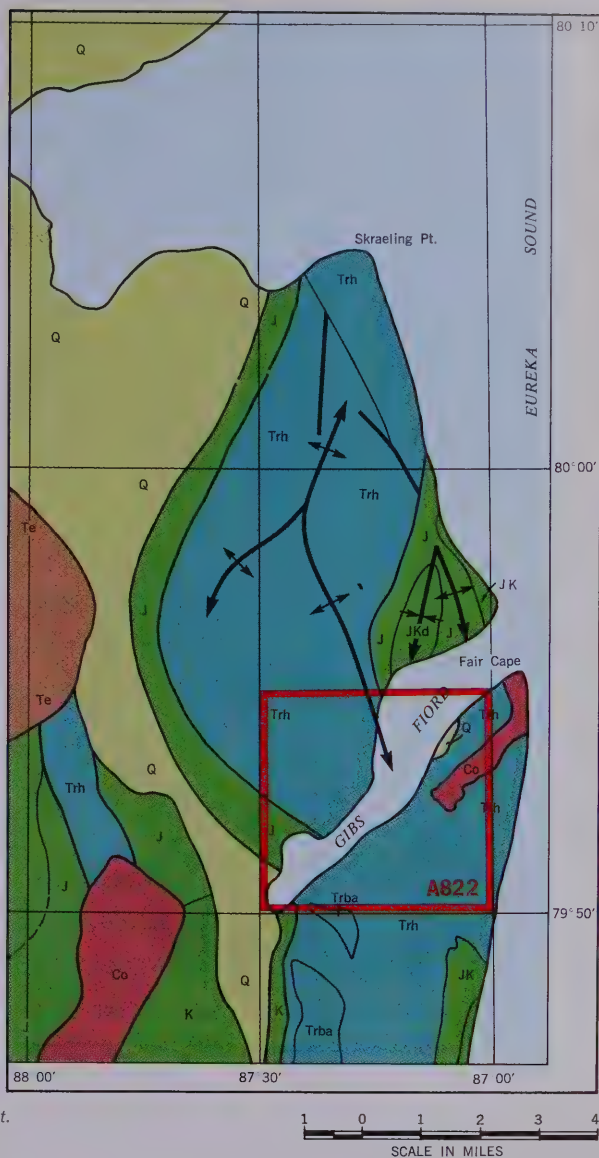 80 10'
Q
SOUND
Skraeling Pt.
Trh
Q
J
Q
EUREKA
Trh
80°00'
Q
Trh
Te
J
J K
J
J
JKd
J
Fair Cape
Te
Trh
FIORD
Trh
Q
Q
Co
Trh
Trh
J
J
GIBS
J
A822
Trba
79°50'
Trh
Co
Q
JK
K
K
Trba
J
88 00'
87°30'
87 00'
t.
1 0 1 2 3 4
SCALE IN MILES